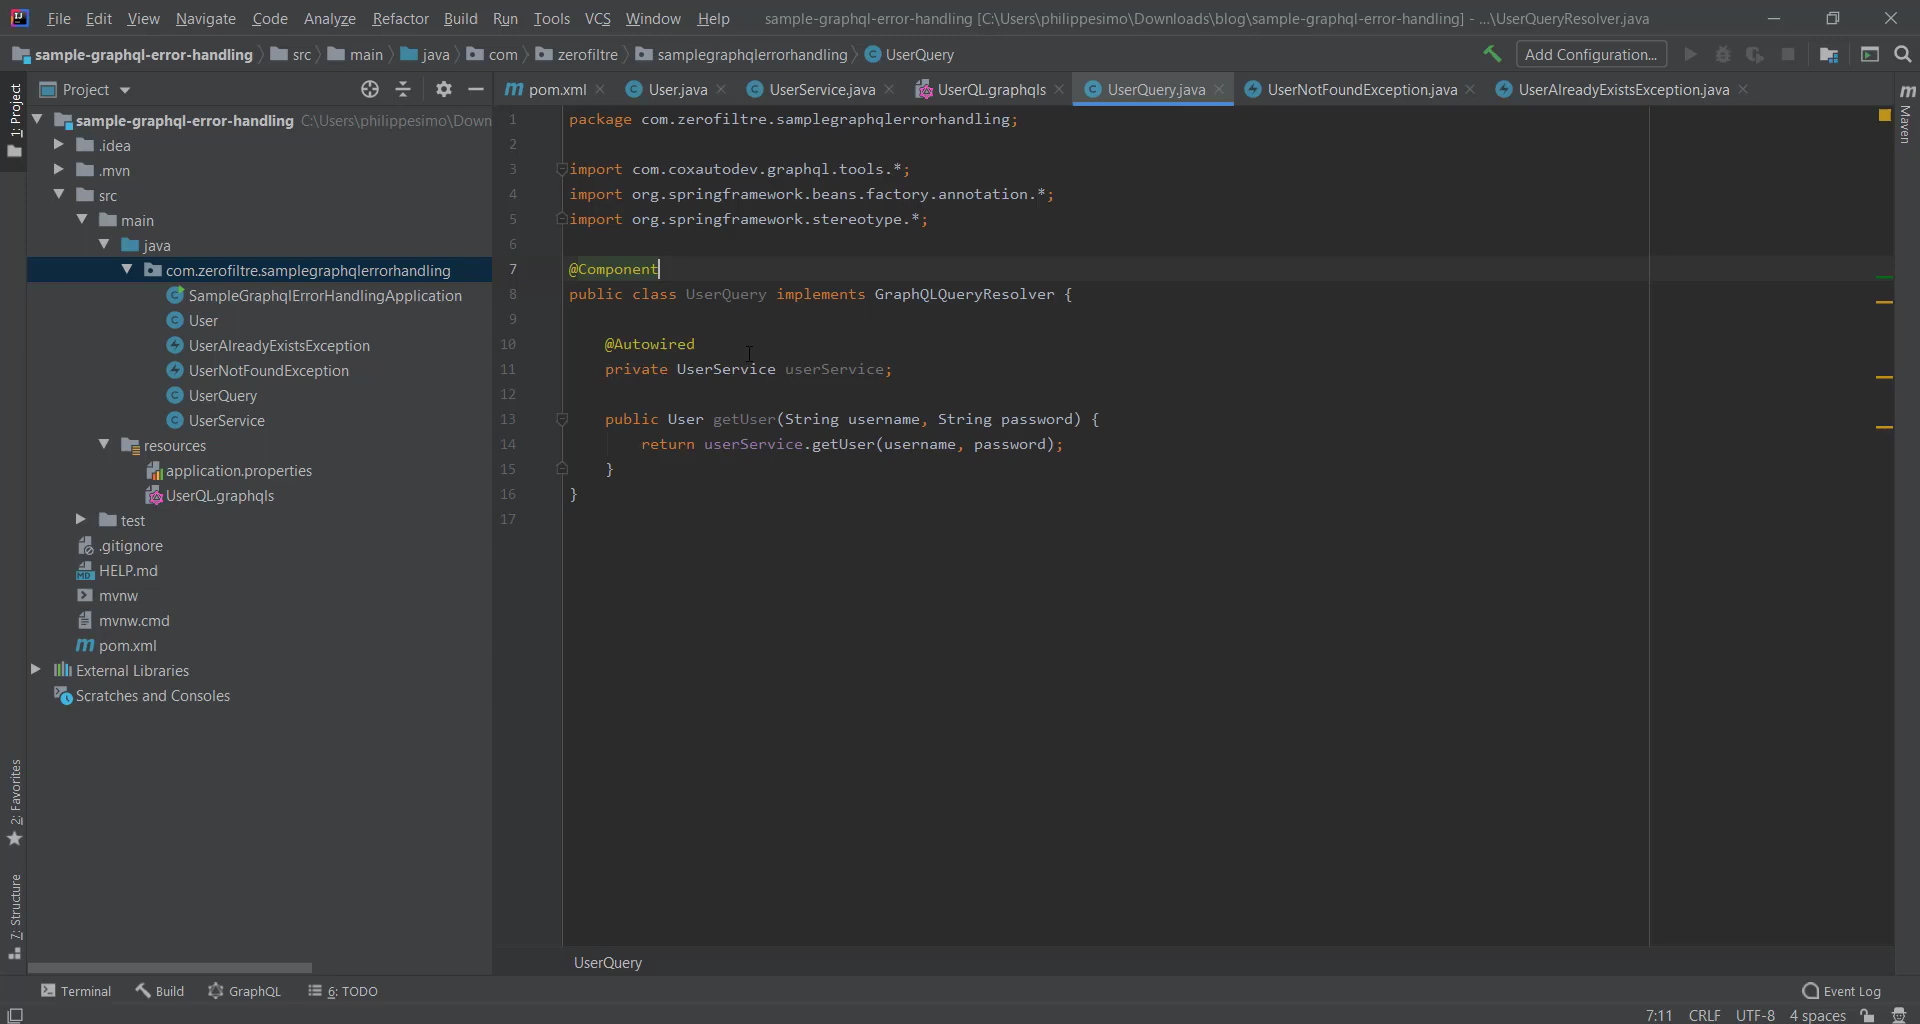 File Edit View Navigate Code Analyze Refactor Build Run Tools VCS Window Help sample-graphql-error-handling [C:\Users\philippesimo\Downloads\blog\sample-graphql-error-handling] - ...\UserQueryResolver.java
sample-graphql-error-handling src main java com zerofiltre samplegraphqlerrorhandling UserQuery Add Configuration...
Project
pom.xml User.java UserService.java UserQL.graphqls UserQuery.java UserNotFoundException.java UserAlreadyExistsException.java
1: Project
sample-graphql-error-handling C:\Users\philippesimo\Down
.idea
.mvn
src
main
java
com.zerofiltre.samplegraphqlerrorhandling
SampleGraphqlErrorHandlingApplication
User
UserAlreadyExistsException
UserNotFoundException
UserQuery
UserService
resources
application.properties
UserQL.graphqls
test
.gitignore
HELP.md
mvnw
mvnw.cmd
pom.xml
External Libraries
Scratches and Consoles
2: Favorites
7: Structure
1 package com.zerofiltre.samplegraphqlerrorhandling;
2
3 import com.coxautodev.graphql.tools.*;
4 import org.springframework.beans.factory.annotation.*;
5 import org.springframework.stereotype.*;
6
7 @Component
8 public class UserQuery implements GraphQLQueryResolver {
9
10 @Autowired
11 private UserService userService;
12
13 public User getUser(String username, String password) {
14 return userService.getUser(username, password);
15 }
16 }
17
Maven
UserQuery
Terminal Build GraphQL 6: TODO Event Log
7:11 CRLF UTF-8 4 spaces